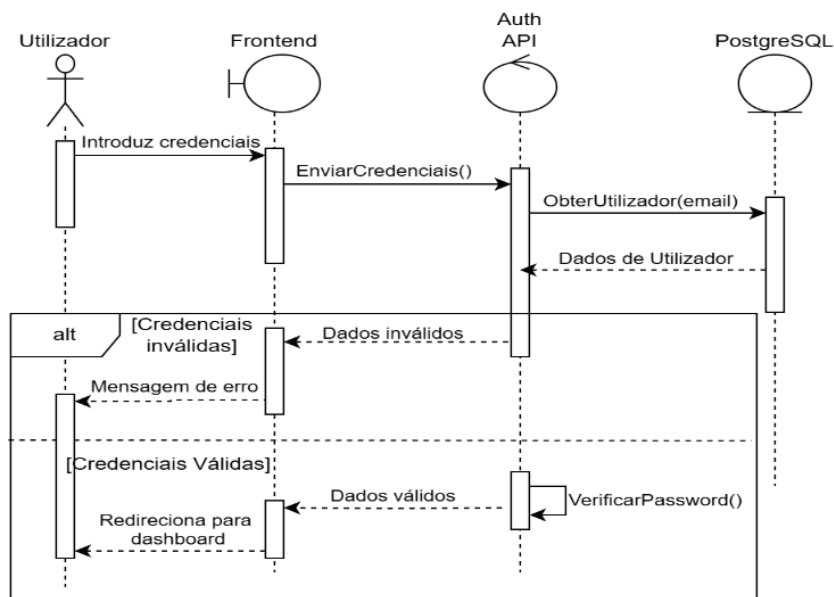 Utilizador
Frontend
Auth
API
PostgreSQL
Introduz credenciais
EnviarCredenciais()
ObterUtilizador(email)
Dados de Utilizador
alt
[Credenciais
inválidas]
Dados inválidos
Mensagem de erro
[Credenciais Válidas]
Dados válidos
VerificarPassword()
Redireciona para
dashboard